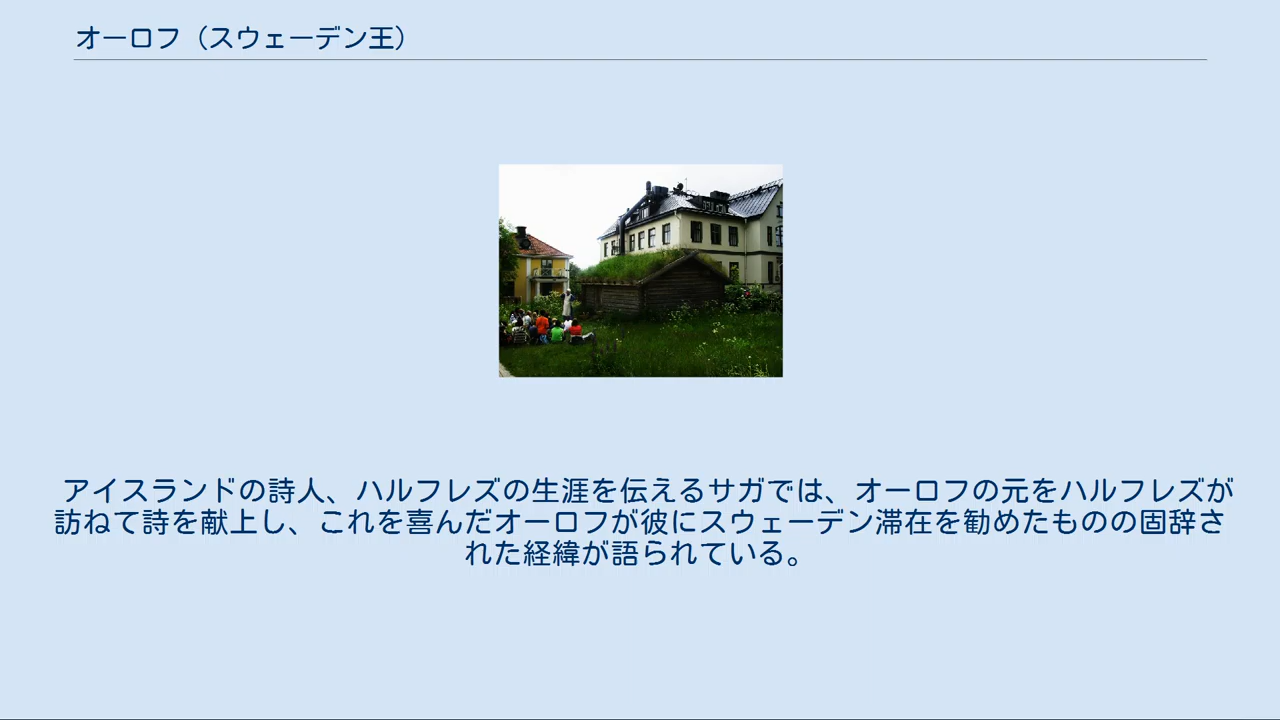 オーロフ（スウェーデン王）
アイスランドの詩人、ハルフレズの生涯を伝えるサガでは、オーロフの元をハルフレズが
訪ねて詩を献上し、これを喜んだオーロフが彼にスウェーデン滞在を勧めたものの固辞さ
れた経緯が語られている。